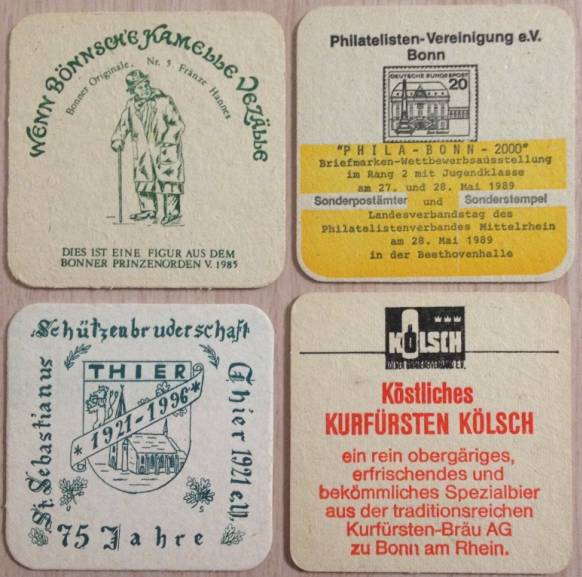 WENN BÖNNSCHE KAMELLE DEZÄLLE
Bonner Originale, Nr. 5 Fränzr Hannes
DIES IST EINE FIGUR AUS DEM
BONNER PRINZENORDEN V. 1985
Philatelisten-Vereinigung e.V.
Bonn
DEUTSCHE BUNDESPOST
20
"PHILA-BONN-2000"
Briefmarken-Wettbewerbsausstellung
im Rang 2 mit Jugendklasse
am 27. und 28. Mai 1989
Sonderpostämter und Sonderstempel
Landesverbandstag des
Philatelistenverbandes Mittelrhein
am 28. Mai 1989
in der Beethovenhalle
Schützenbruderschaft
St. Sebastianus
Thier 1921 e.V.
THIER
1921-1996
75 Jahre
KÖLSCH
Köstliches
KURFÜRSTEN KÖLSCH
ein rein obergäriges,
erfrischendes und
bekömmliches Spezialbier
aus der traditionsreichen
Kurfürsten-Bräu AG
zu Bonn am Rhein.